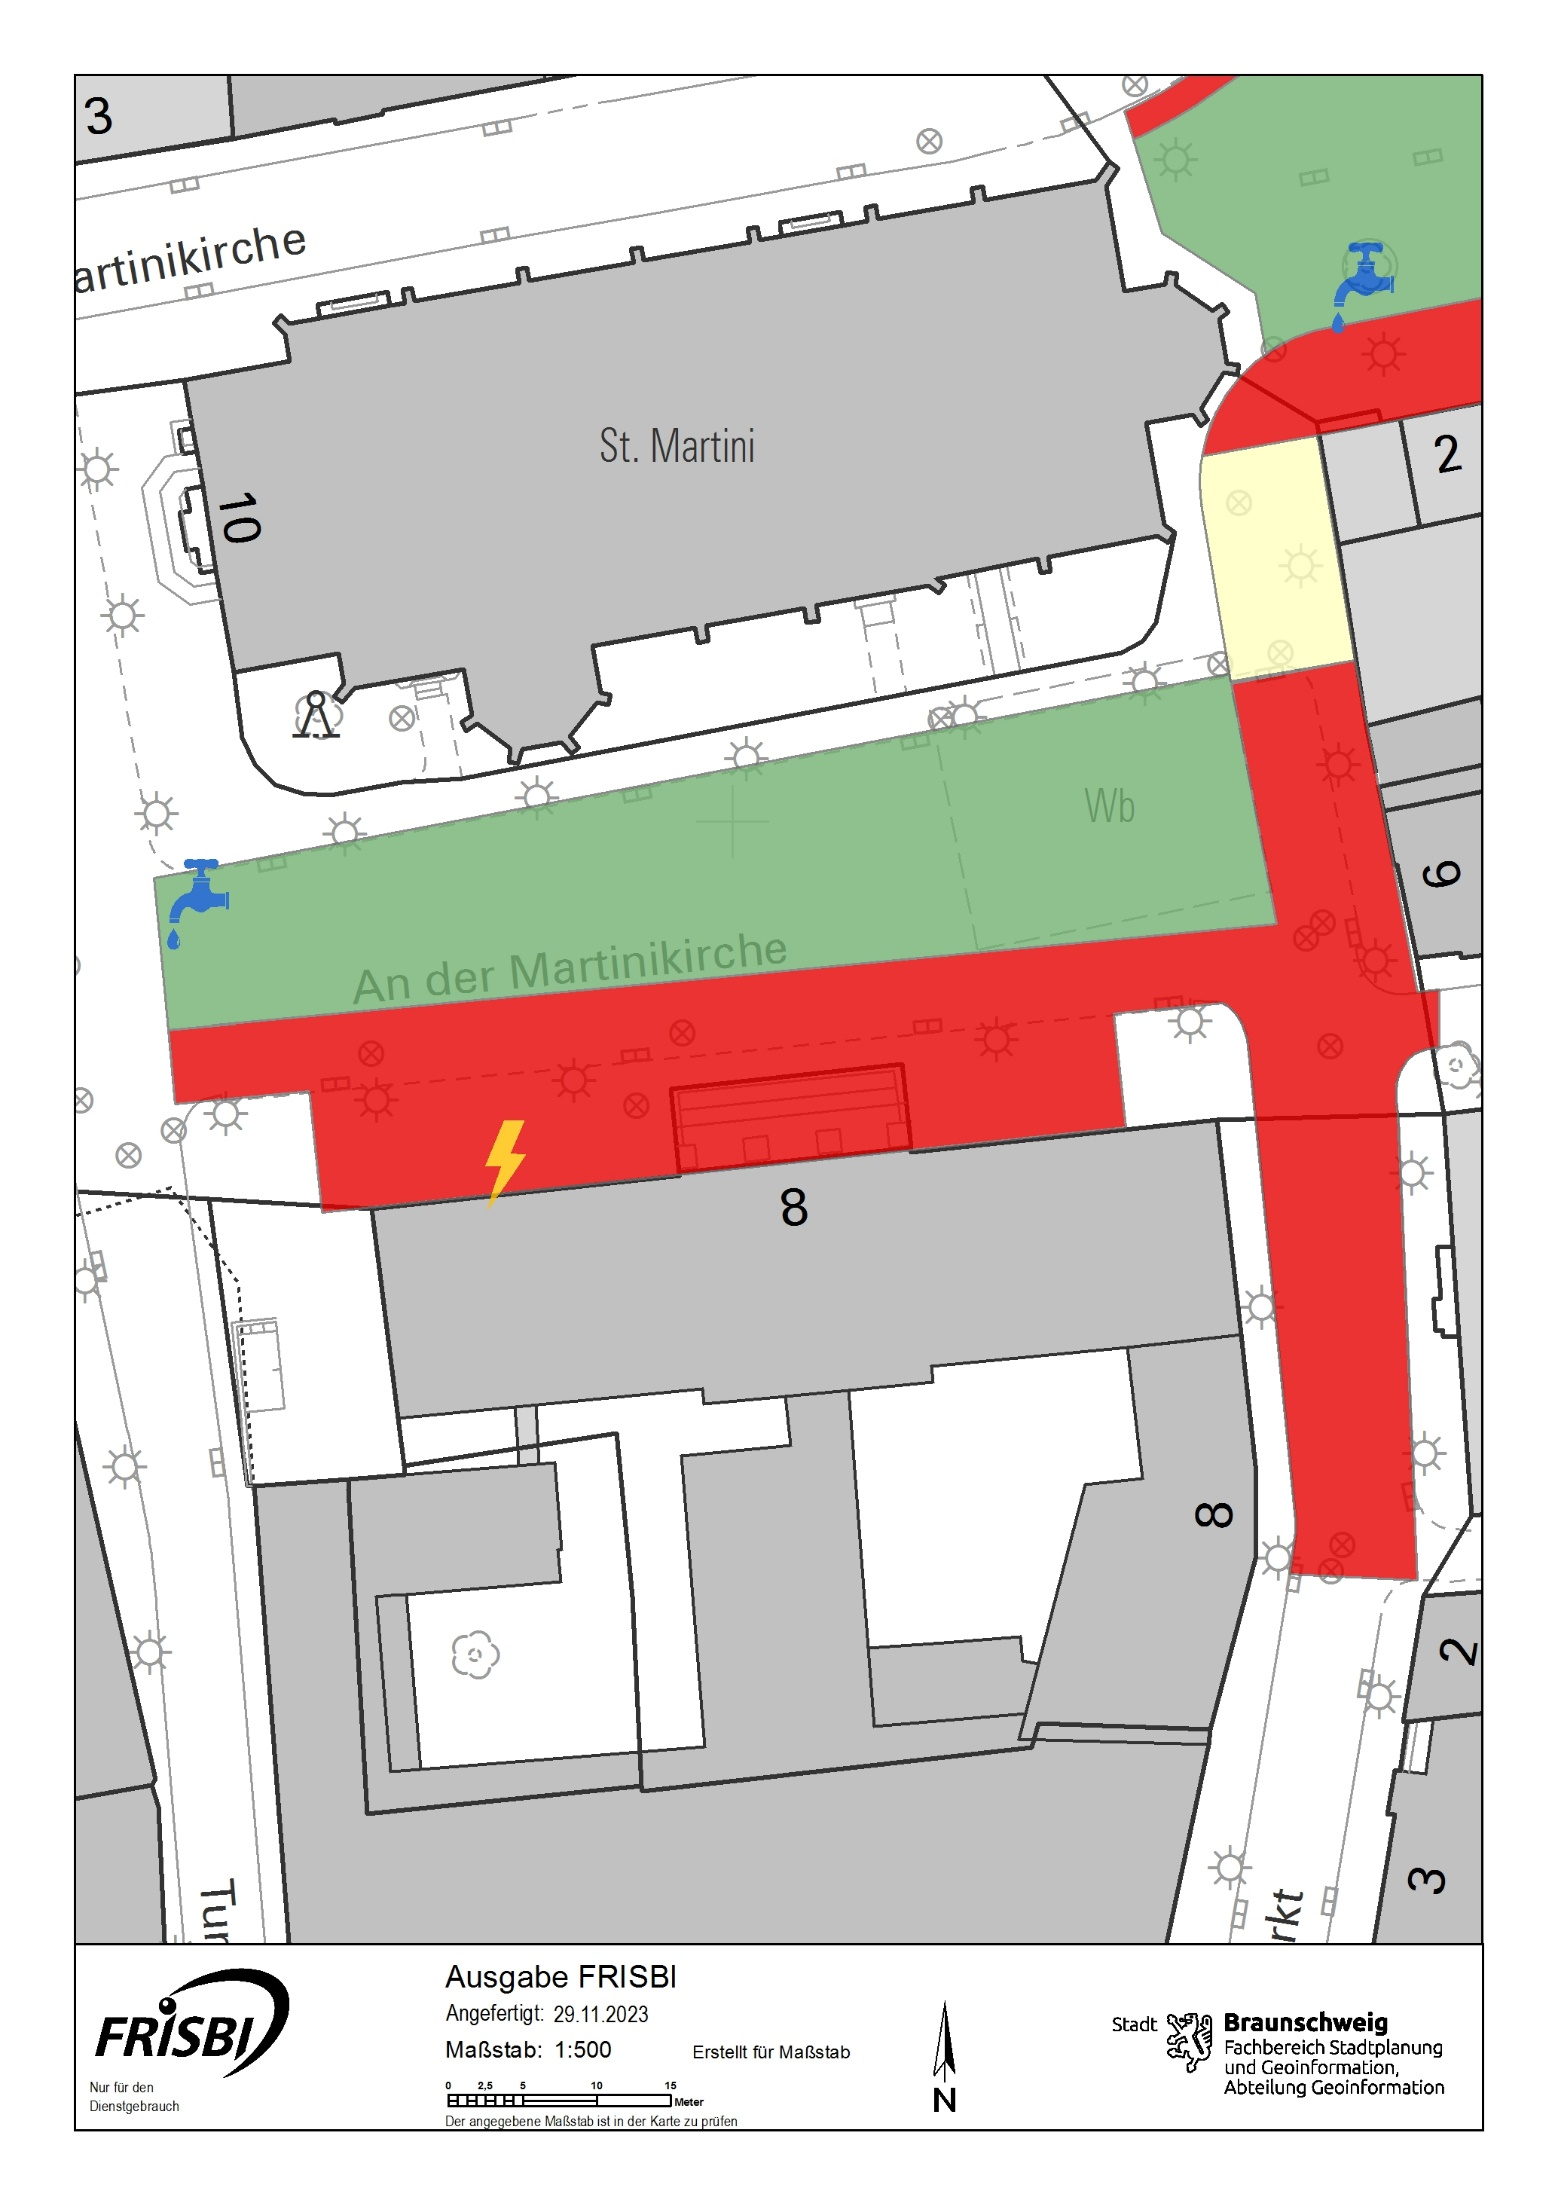 3
artinikirche
St. Martini
10
2
Wb
9
An der Martinikirche
8
8
2
3
Tur
rkt
FRISBI
Nur für den
Dienstgebrauch
Ausgabe FRISBI
Angefertigt: 29.11.2023
Maßstab: 1:500
Erstellt für Maßstab
0 2,5 5 10 15
Meter
Der angegebene Maßstab ist in der Karte zu prüfen
N
Stadt Braunschweig
Fachbereich Stadtplanung
und Geoinformation,
Abteilung Geoinformation